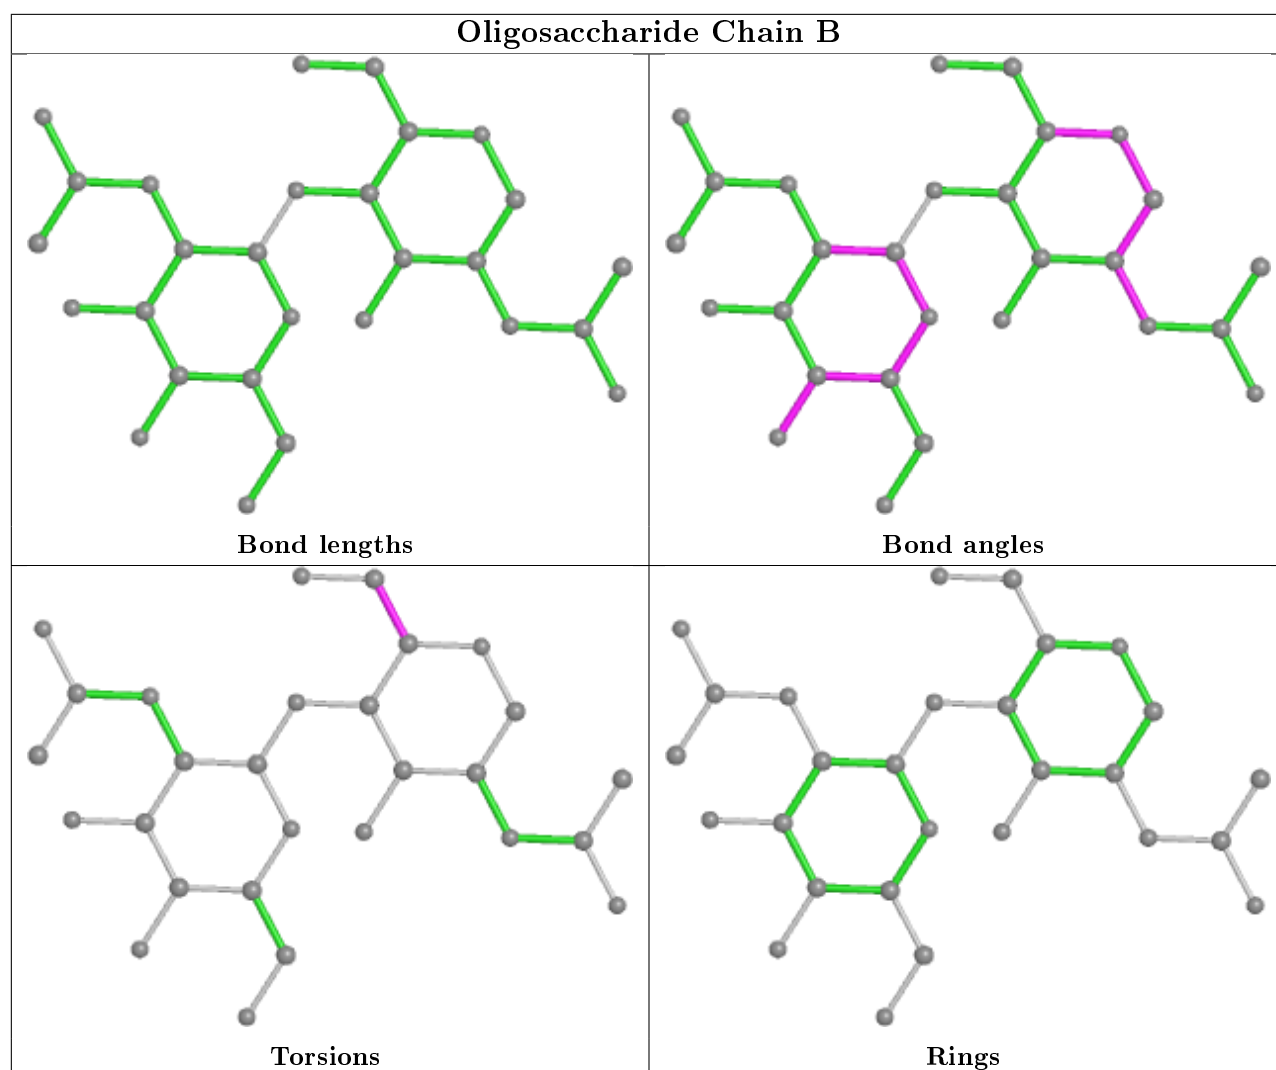 Oligosaccharide Chain B
Bond lengths
Bond angles
Torsions
Rings